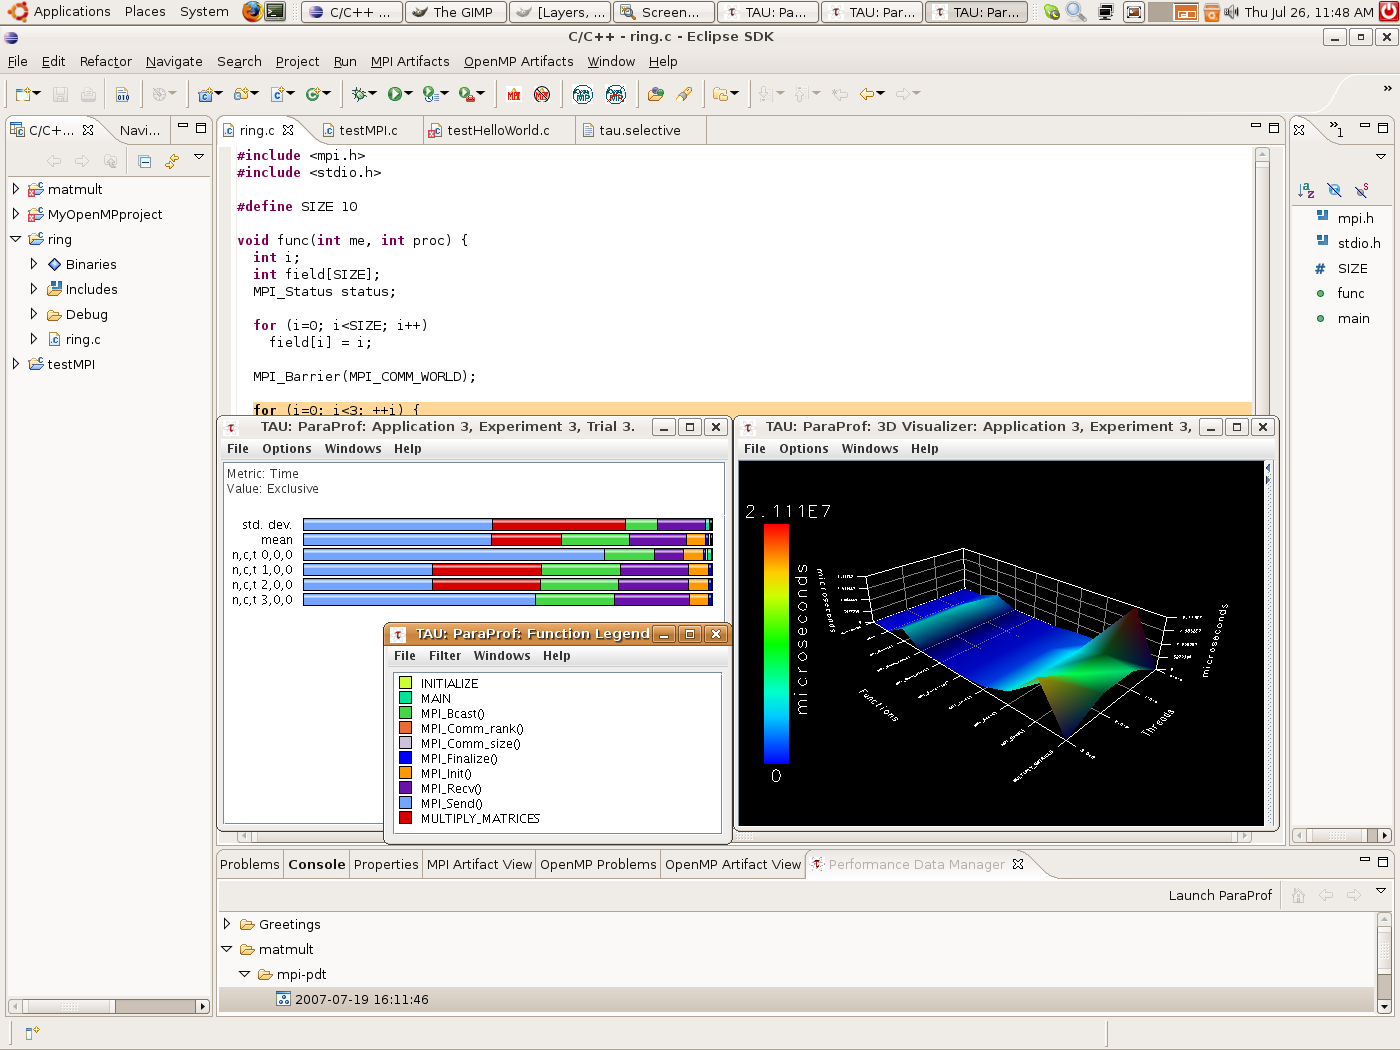 Applications Places System C/C++ ... The GIMP [Layers, ... Screen... TAU: Pa... TAU: Par... TAU: Par... Thu Jul 26, 11:48 AM
C/C++ - ring.c - Eclipse SDK
File Edit Refactor Navigate Search Project Run MPI Artifacts OpenMP Artifacts Window Help
C/C+... Navi... ring.c testMPI.c testHelloWorld.c tau.selective
matmult
MyOpenMPproject
ring
Binaries
Includes
Debug
ring.c
testMPI
#include <mpi.h>
#include <stdio.h>
#define SIZE 10
void func(int me, int proc) {
int i;
int field[SIZE];
MPI_Status status;
for (i=0; i<SIZE; i++)
field[i] = i;
MPI_Barrier(MPI_COMM_WORLD);
for (i=0; i<3; ++i) {
mpi.h
stdio.h
SIZE
func
main
TAU: ParaProf: Application 3, Experiment 3, Trial 3.
File Options Windows Help
Metric: Time
Value: Exclusive
std. dev.
mean
n,c,t 0,0,0
n,c,t 1,0,0
n,c,t 2,0,0
n,c,t 3,0,0
TAU: ParaProf: Function Legend
File Filter Windows Help
INITIALIZE
MAIN
MPI_Bcast()
MPI_Comm_rank()
MPI_Comm_size()
MPI_Finalize()
MPI_Init()
MPI_Recv()
MPI_Send()
MULTIPLY_MATRICES
TAU: ParaProf: 3D Visualizer: Application 3, Experiment 3,
File Options Windows Help
2.111E7
microseconds
0
microseconds
microseconds
Functions
Threads
MULTIPLY_MATRICES
Problems Console Properties MPI Artifact View OpenMP Problems OpenMP Artifact View Performance Data Manager
Launch ParaProf
Greetings
matmult
mpi-pdt
2007-07-19 16:11:46